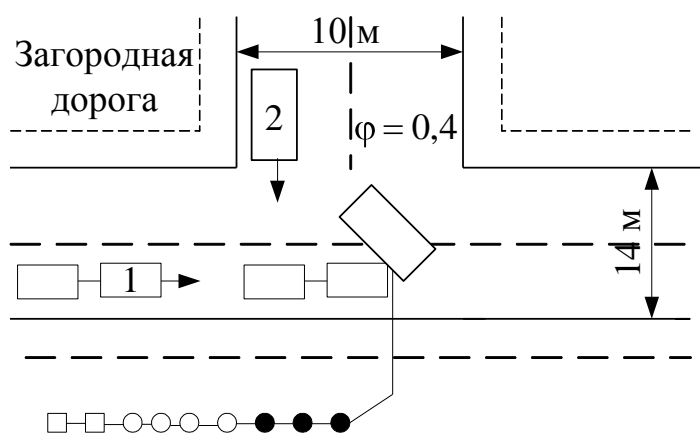 Загородная
дорога
10 м
2
φ = 0,4
14 м
1